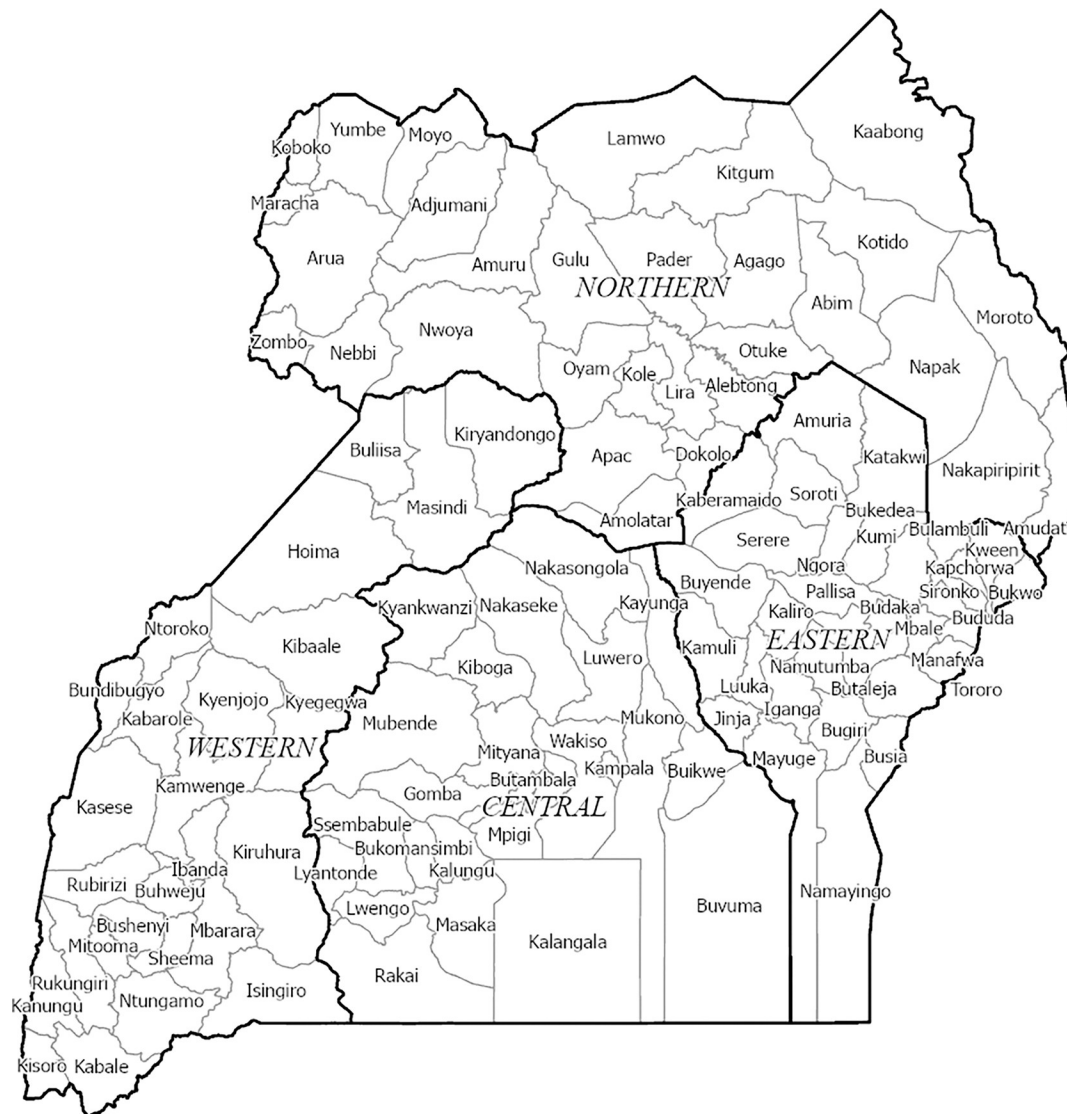 Kaabong
Yumbe
Moyo
Lamwo
Koboko
Kitgum
Maracha
Adjumani
Kotido
Arua
Amuru
Gulu
Pader
Agago
NORTHERN
Abim
Moroto
Nwoya
Zombo
Nebbi
Otuke
Oyam
Kole
Napak
Lira
Alebtong
Amuria
Kiryandongo
Buliisa
Apac
Dokolo
Katakwi
Nakapiripirit
Masindi
Kaberamaido
Soroti
Bukedea
Amolatar
Bulambuli
Amudat
Hoima
Serere
Kumi
Kween
Nakasongola
Ngora
Kapchorwa
Buyende
Pallisa
Sironko
Bukwo
Kyankwanzi
Nakaseke
Kayunga
Kaliro
Budaka
Bududa
Ntoroko
Mbale
Kibaale
EASTERN
Kamuli
Luwero
Kiboga
Namutumba
Manafwa
Bundibugyo
Kyenjojo
Kyegegwa
Luuka
Butaleja
Tororo
Kabarole
Mubende
Mukono
Jinja
Iganga
Bugiri
WESTERN
Mityana
Wakiso
Mayuge
Busia
Kamwenge
Butambala
Kampala
Buikwe
Kasese
Gomba
CENTRAL
Ssembabule
Mpigi
Kiruhura
Bukomansimbi
Ibanda
Lyantonde
Kalungu
Rubirizi
Buhweju
Namayingo
Lwengo
Buvuma
Bushenyi
Mbarara
Masaka
Mitooma
Kalangala
Sheema
Rakai
Rukungiri
Isingiro
Kanungu
Ntungamo
Kisoro
Kabale